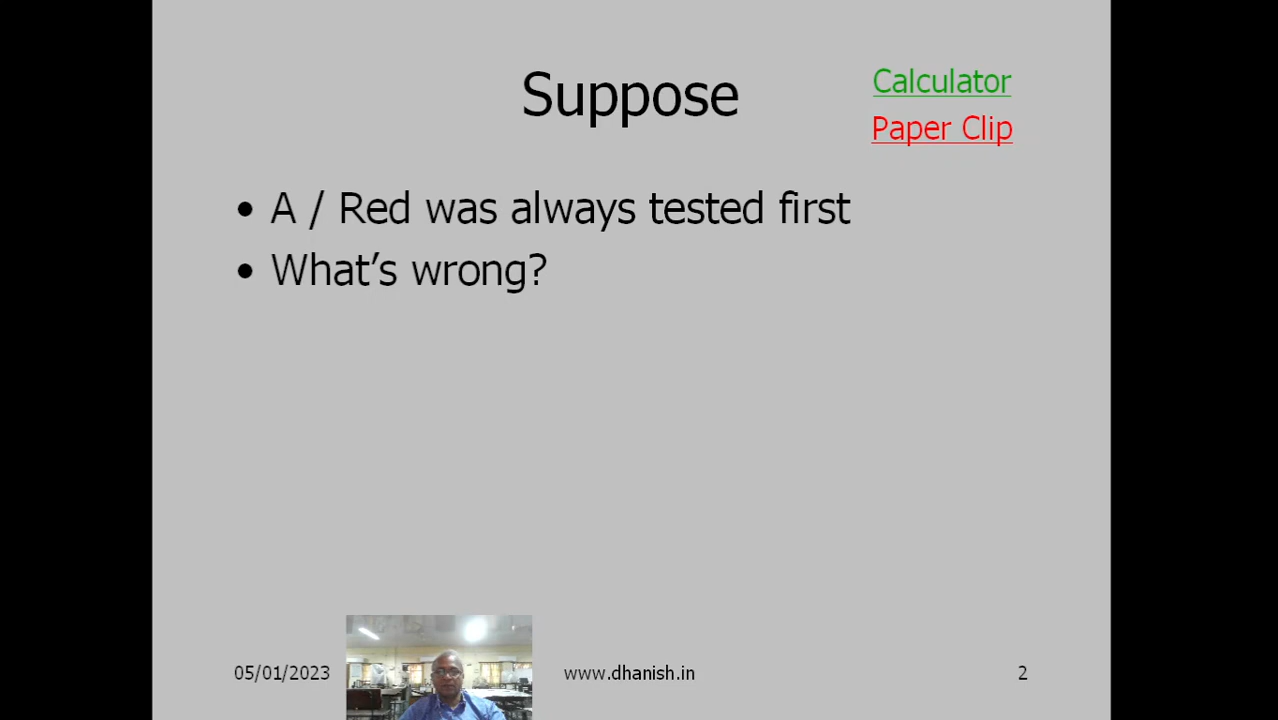 Suppose
Calculator
Paper Clip
• A / Red was always tested first
• What’s wrong?
05/01/2023
www.dhanish.in
2